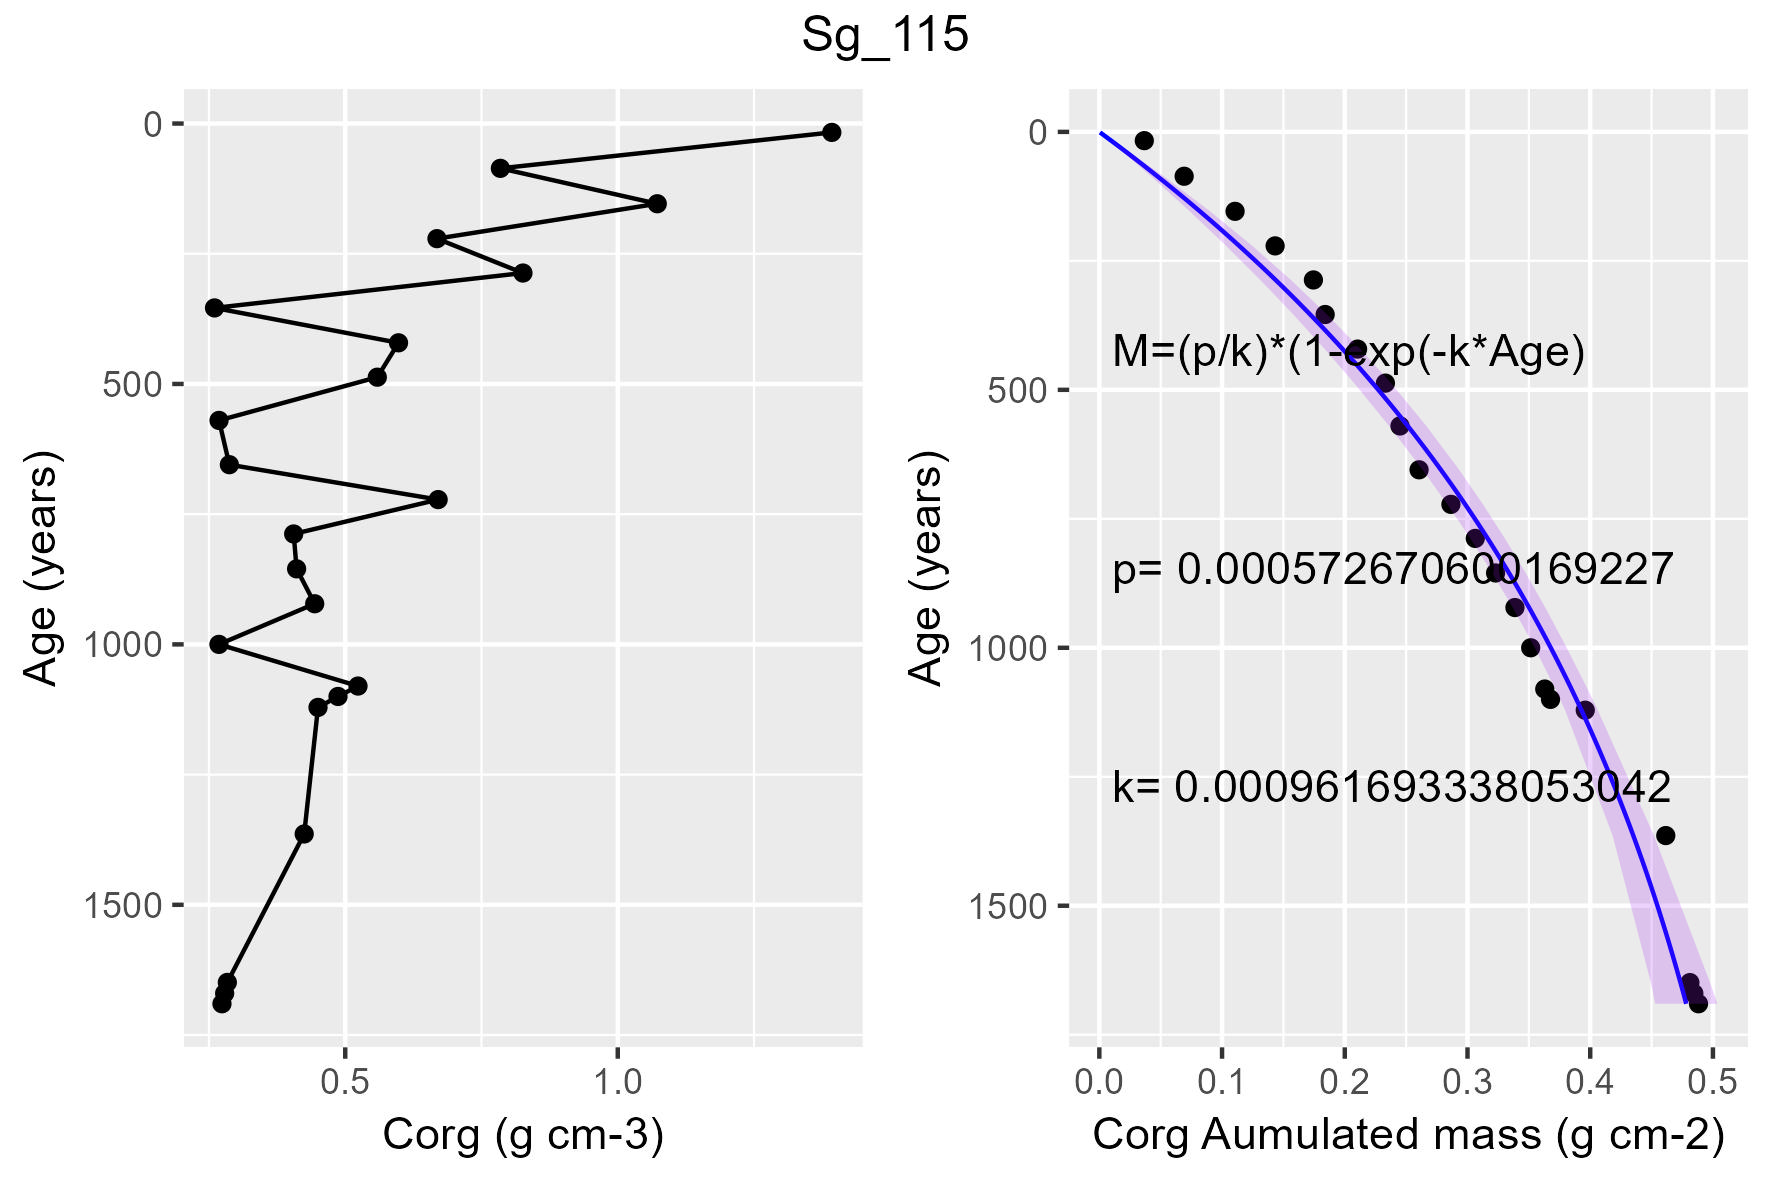 Sg_115
0
500
1000
1500
Age (years)
0.5
1.0
Corg (g cm-3)
0
500
1000
1500
Age (years)
M=(p/k)*(1-exp(-k*Age)
p= 0.000572670600169227
k= 0.000961693338053042
0.0
0.1
0.2
0.3
0.4
0.5
Corg Aumulated mass (g cm-2)